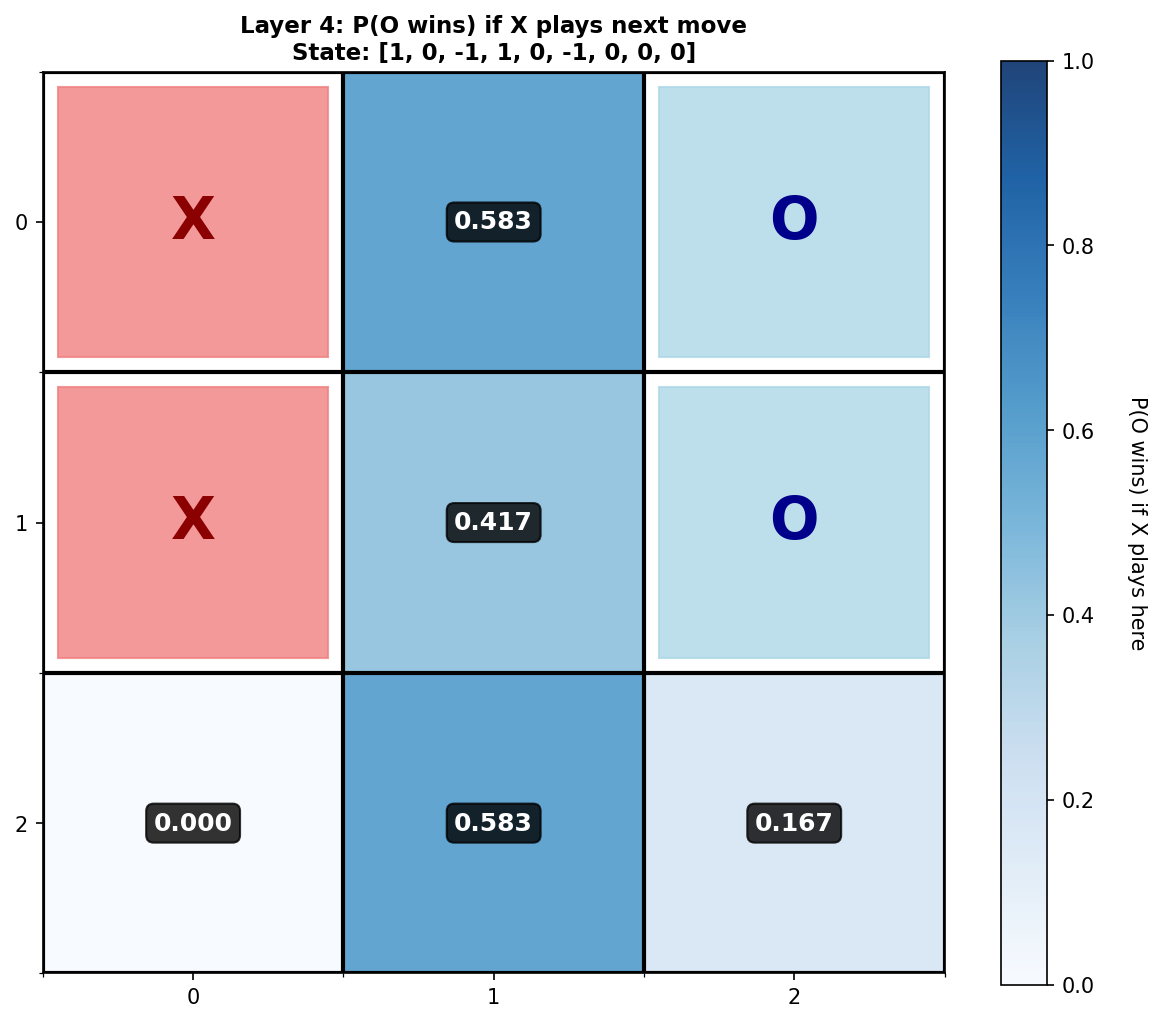 Layer 4: P(O wins) if X plays next move
State: [1, 0, -1, 1, 0, -1, 0, 0, 0]
0
X
0.583
O
1
X
0.417
O
2
0.000
0.583
0.167
0
1
2
1.0
0.8
0.6
0.4
0.2
0.0
P(O wins) if X plays here